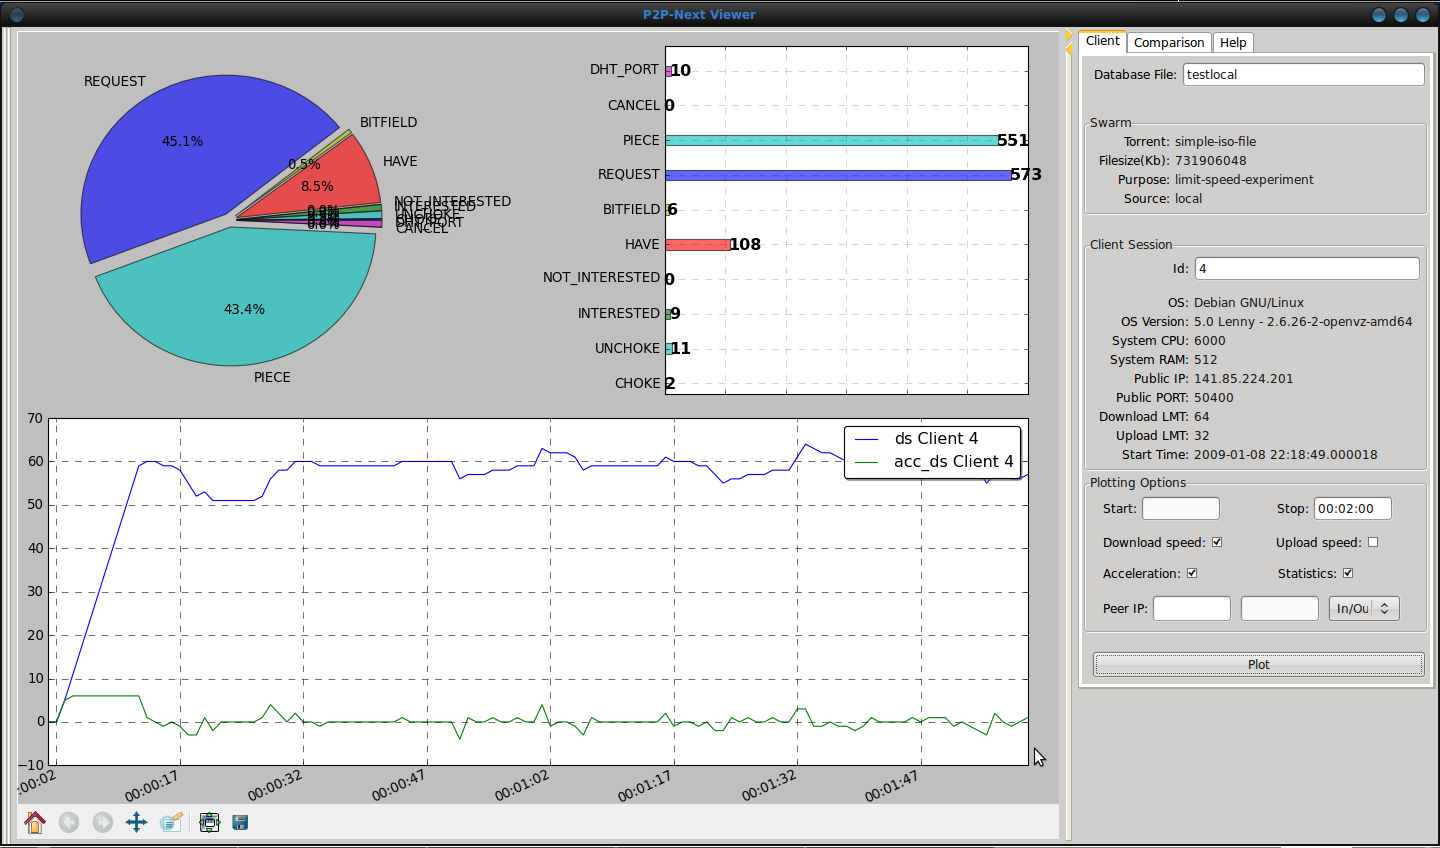 P2P-Next Viewer
REQUEST
45.1%
BITFIELD
0.5%
HAVE
8.5%
NOT_INTERESTED
INTERESTED
UNCHOKE
CANCEL
43.4%
PIECE
DHT_PORT 10
CANCEL 0
PIECE 551
REQUEST 573
BITFIELD 6
HAVE 108
NOT_INTERESTED 0
INTERESTED 9
UNCHOKE 11
CHOKE 2
70
60
50
40
30
20
10
0
−10
ds Client 4
acc_ds Client 4
:00:02 00:00:17 00:00:32 00:00:47 00:01:02 00:01:17 00:01:32 00:01:47
Client Comparison Help
Database File: testlocal
Swarm
Torrent: simple-iso-file
Filesize(Kb): 731906048
Purpose: limit-speed-experiment
Source: local
Client Session
Id: 4
OS: Debian GNU/Linux
OS Version: 5.0 Lenny - 2.6.26-2-openvz-amd64
System CPU: 6000
System RAM: 512
Public IP: 141.85.224.201
Public PORT: 50400
Download LMT: 64
Upload LMT: 32
Start Time: 2009-01-08 22:18:49.000018
Plotting Options
Start: Stop: 00:02:00
Download speed: Upload speed:
Acceleration: Statistics:
Peer IP: In/Ou
Plot